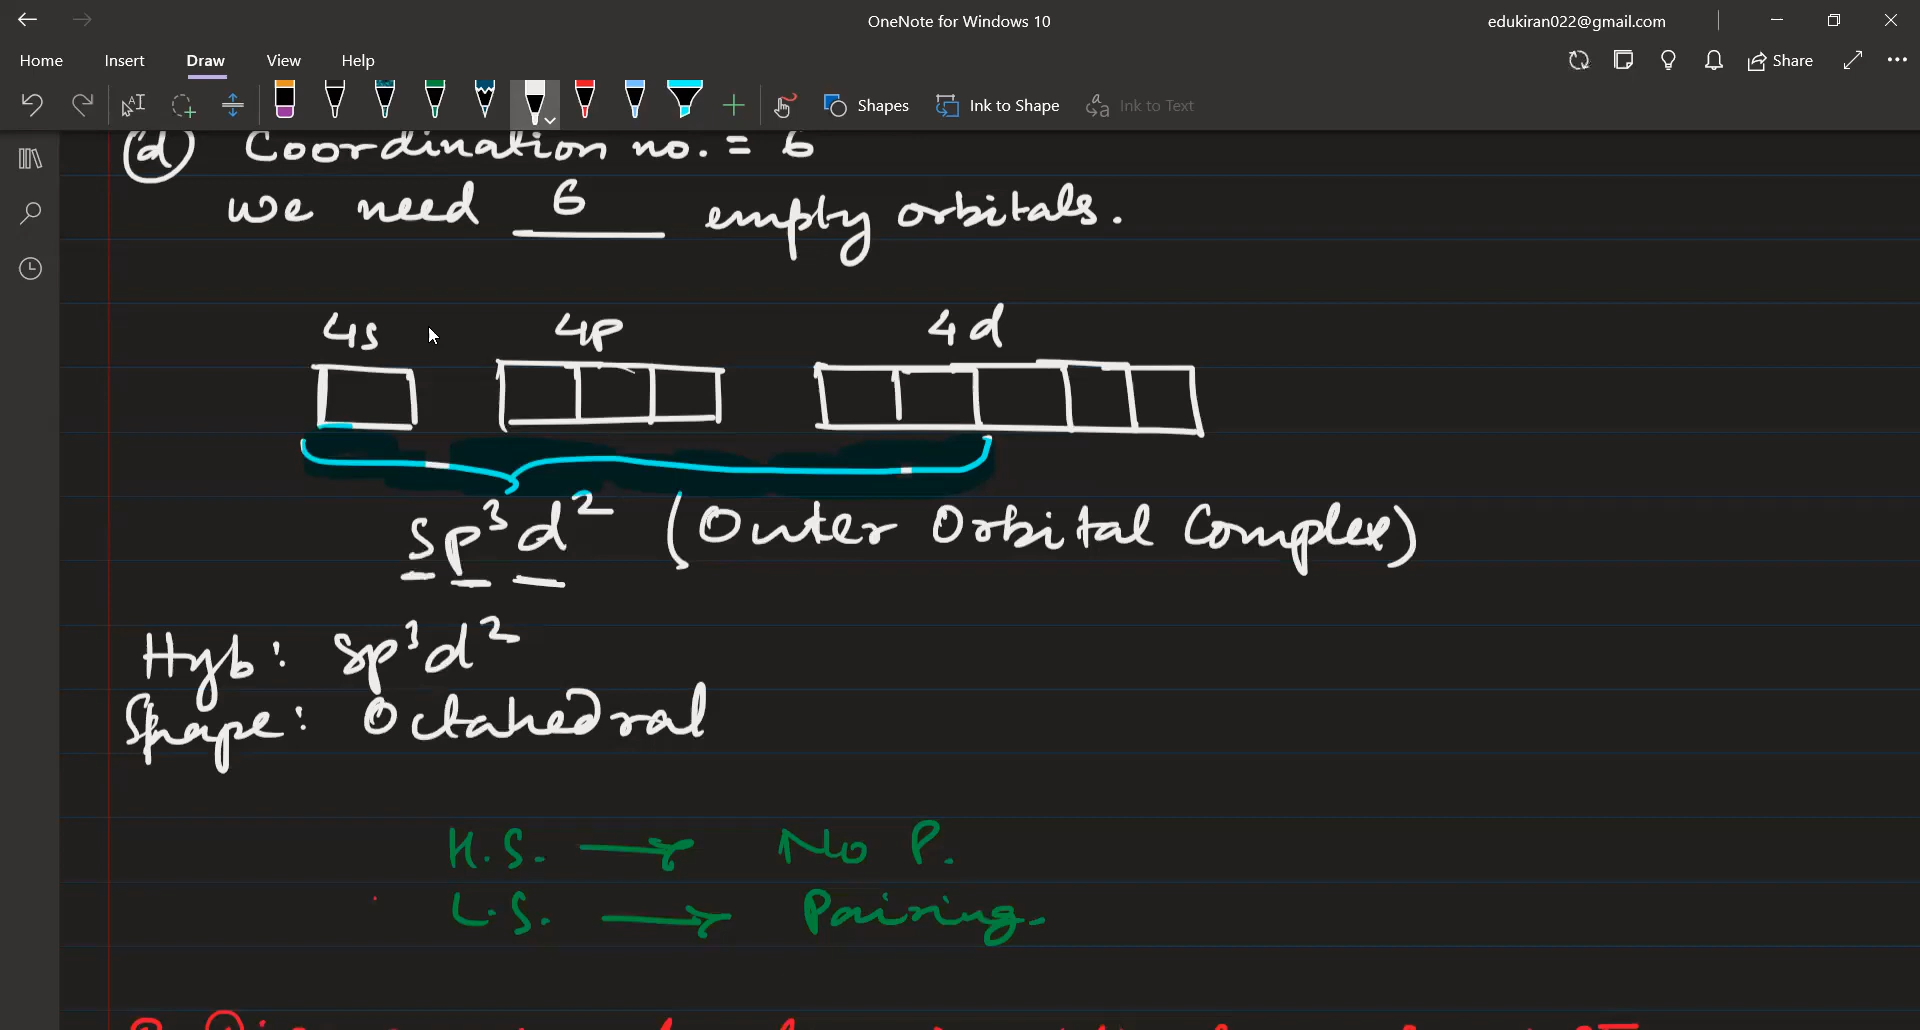 OneNote for Windows 10
edukiran022@gmail.com
Home Insert Draw View Help
Share
Shapes Ink to Shape Ink to Text
(d) Coordination no. = 6
we need 6 empty orbitals.
4s 4p 4d
sp³d² (Outer Orbital Complex)
Hyb: sp³d²
Shape: Octahedral
H.S. → No P.
L.S. → Pairing.